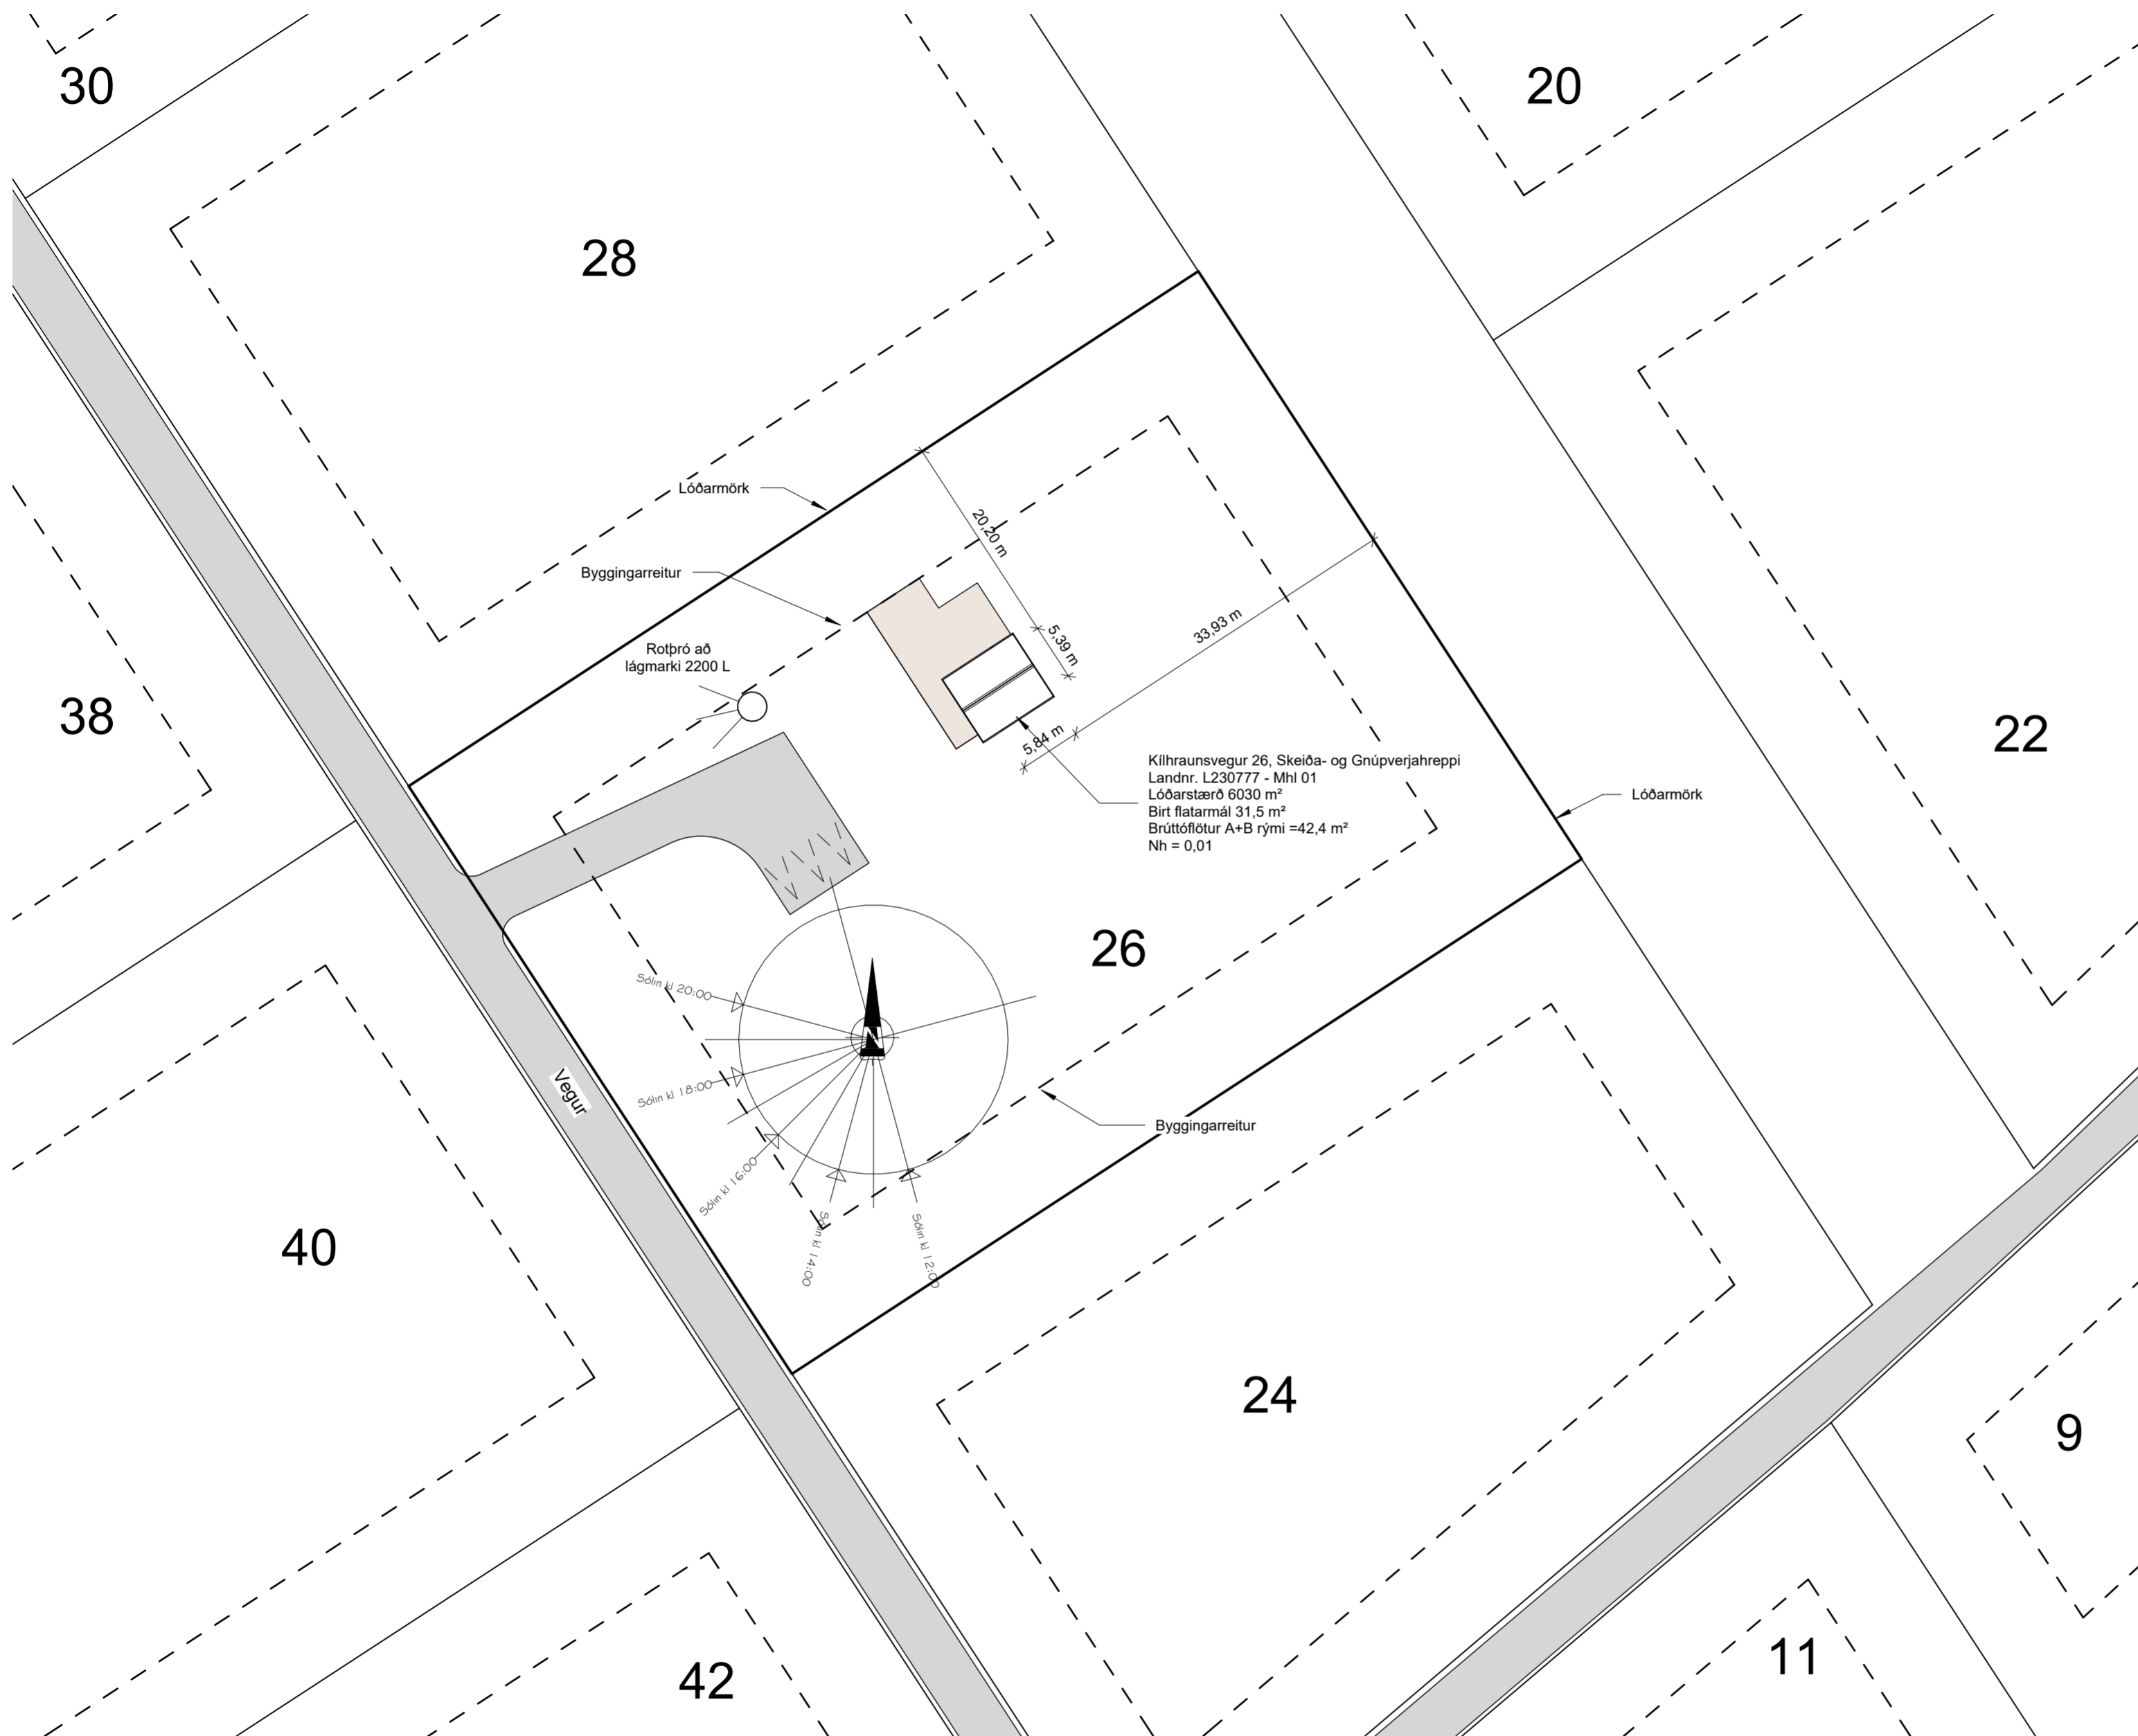 30
20
28
Lóðarmörk
20,20 m
Byggingarreitur
5,39 m
33,93 m
Rotþró að
lágmarki 2200 L
38
22
5,84 m
Kílhraunsvegur 26, Skeiða- og Gnúpverjahreppi
Landnr. L230777 - Mhl 01
Lóðarstærð 6030 m²
Birt flatarmál 31,5 m²
Brúttóflötur A+B rými =42,4 m²
Nh = 0,01
Lóðarmörk
26
Sólin kl 20:00
N
Sólin kl 18:00
Vegur
Byggingarreitur
Sólin kl 16:00
Sólin kl 14:00
Sólin kl 12:00
40
24
9
11
42